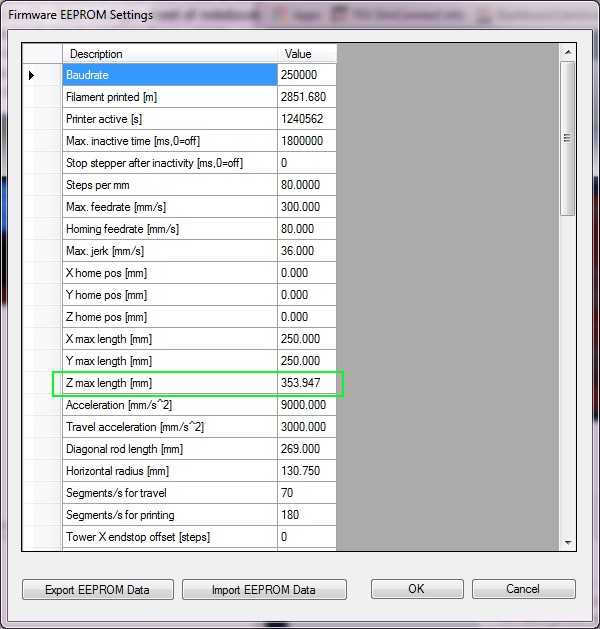 Firmware EEPROM Settings
Description Value
Baudrate 250000
Filament printed [m] 2851.680
Printer active [s] 1240562
Max. inactive time [ms,0=off] 1800000
Stop stepper after inactivity [ms,0=off] 0
Steps per mm 80.0000
Max. feedrate [mm/s] 300.000
Homing feedrate [mm/s] 80.000
Max. jerk [mm/s] 36.000
X home pos [mm] 0.000
Y home pos [mm] 0.000
Z home pos [mm] 0.000
X max length [mm] 250.000
Y max length [mm] 250.000
Z max length [mm] 353.947
Acceleration [mm/s^2] 9000.000
Travel acceleration [mm/s^2] 3000.000
Diagonal rod length [mm] 269.000
Horizontal radius [mm] 130.750
Segments/s for travel 70
Segments/s for printing 180
Tower X endstop offset [steps] 0
Export EEPROM Data Import EEPROM Data OK Cancel